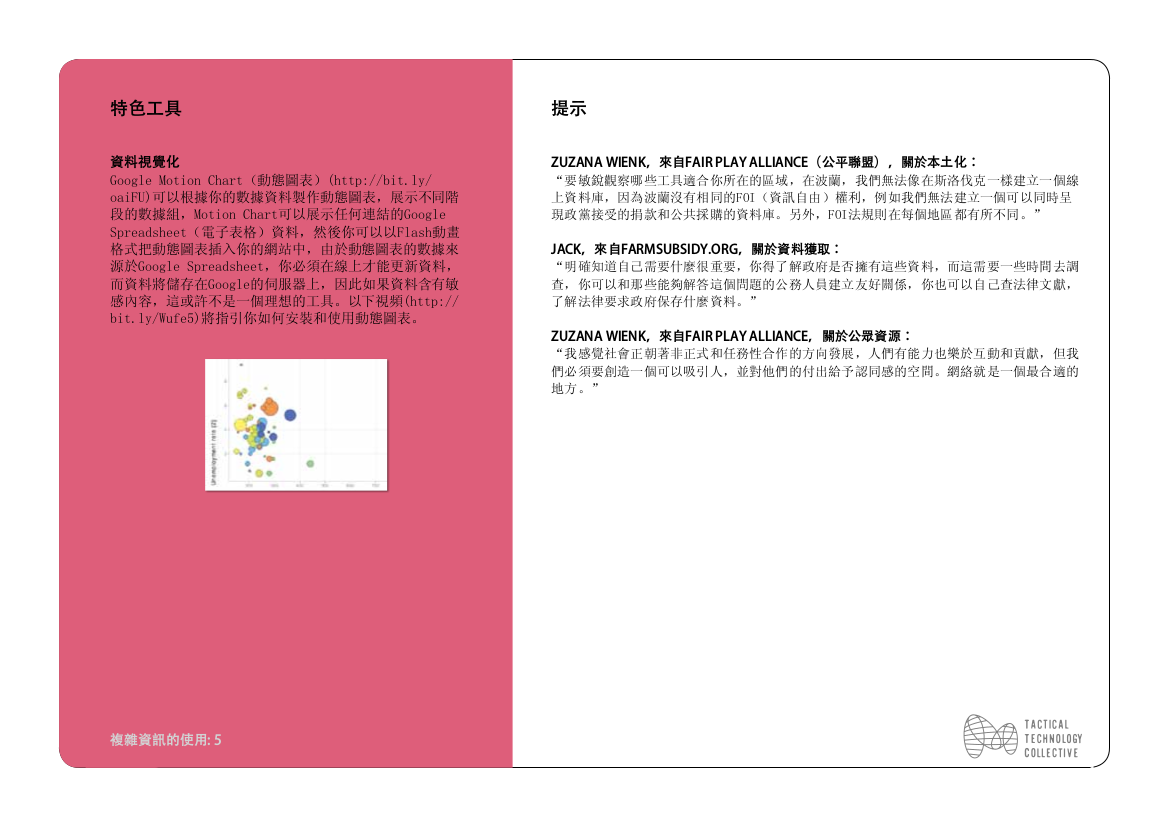 特色工具
資料視覺化
Google Motion Chart（動態圖表）(http://bit.ly/
oaiFU)可以根據你的數據資料製作動態圖表，展示不同階
段的數據組，Motion Chart可以展示任何連結的Google
Spreadsheet（電子表格）資料，然後你可以以Flash動畫
格式把動態圖表插入你的網站中，由於動態圖表的數據來
源於Google Spreadsheet，你必須在線上才能更新資料，
而資料將儲存在Google的伺服器上，因此如果資料含有敏
感內容，這或許不是一個理想的工具。以下視頻(http://
bit.ly/Wufe5)將指引你如何安裝和使用動態圖表。
Unemployment rate (2)
複雜資訊的使用: 5
提示
ZUZANA WIENK，來自FAIR PLAY ALLIANCE（公平聯盟），關於本土化：
“要敏銳觀察哪些工具適合你所在的區域，在波蘭，我們無法像在斯洛伐克一樣建立一個線
上資料庫，因為波蘭沒有相同的FOI（資訊自由）權利，例如我們無法建立一個可以同時呈
現政黨接受的捐款和公共採購的資料庫。另外，FOI法規則在每個地區都有所不同。”
JACK，來自FARMSUBSIDY.ORG，關於資料獲取：
“明確知道自己需要什麼很重要，你得了解政府是否擁有這些資料，而這需要一些時間去調
查，你可以和那些能夠解答這個問題的公務人員建立友好關係，你也可以自己查法律文獻，
了解法律要求政府保存什麼資料。”
ZUZANA WIENK，來自FAIR PLAY ALLIANCE，關於公眾資源：
“我感覺社會正朝著非正式和任務性合作的方向發展，人們有能力也樂於互動和貢獻，但我
們必須要創造一個可以吸引人，並對他們的付出給予認同感的空間。網絡就是一個最合適的
地方。”
TACTICAL
TECHNOLOGY
COLLECTIVE